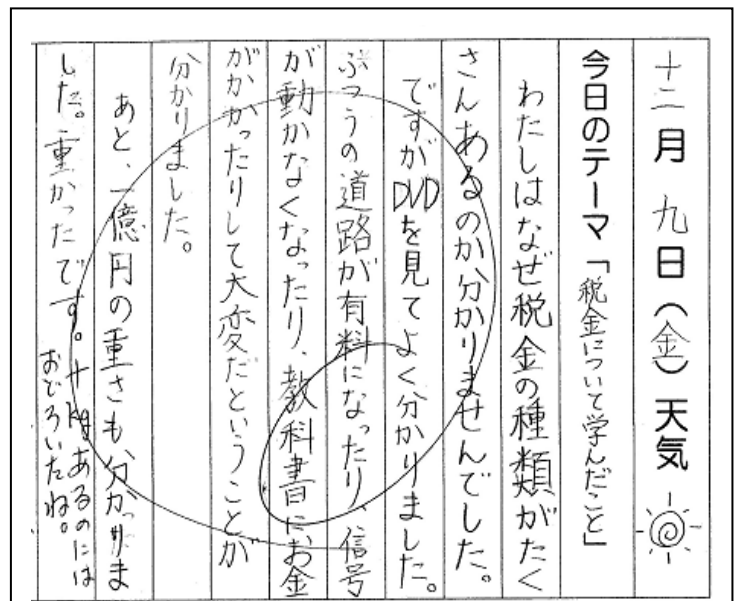 十二月九日(金)天気
今日のテーマ「税金について学んだこと」
わたしはなぜ税金の種類がたく
さんあるのか分かりませんでした。
ですがDVDを見てよく分かりました。
ふつうの道路が有料になったり、信号
が動かなくなったり、教科書にお金
がかかったりして大変だということが
分かりました。
あと、一億円の重さも分かりま
した。重かったです。
十kgあるのには
おどろいたね。